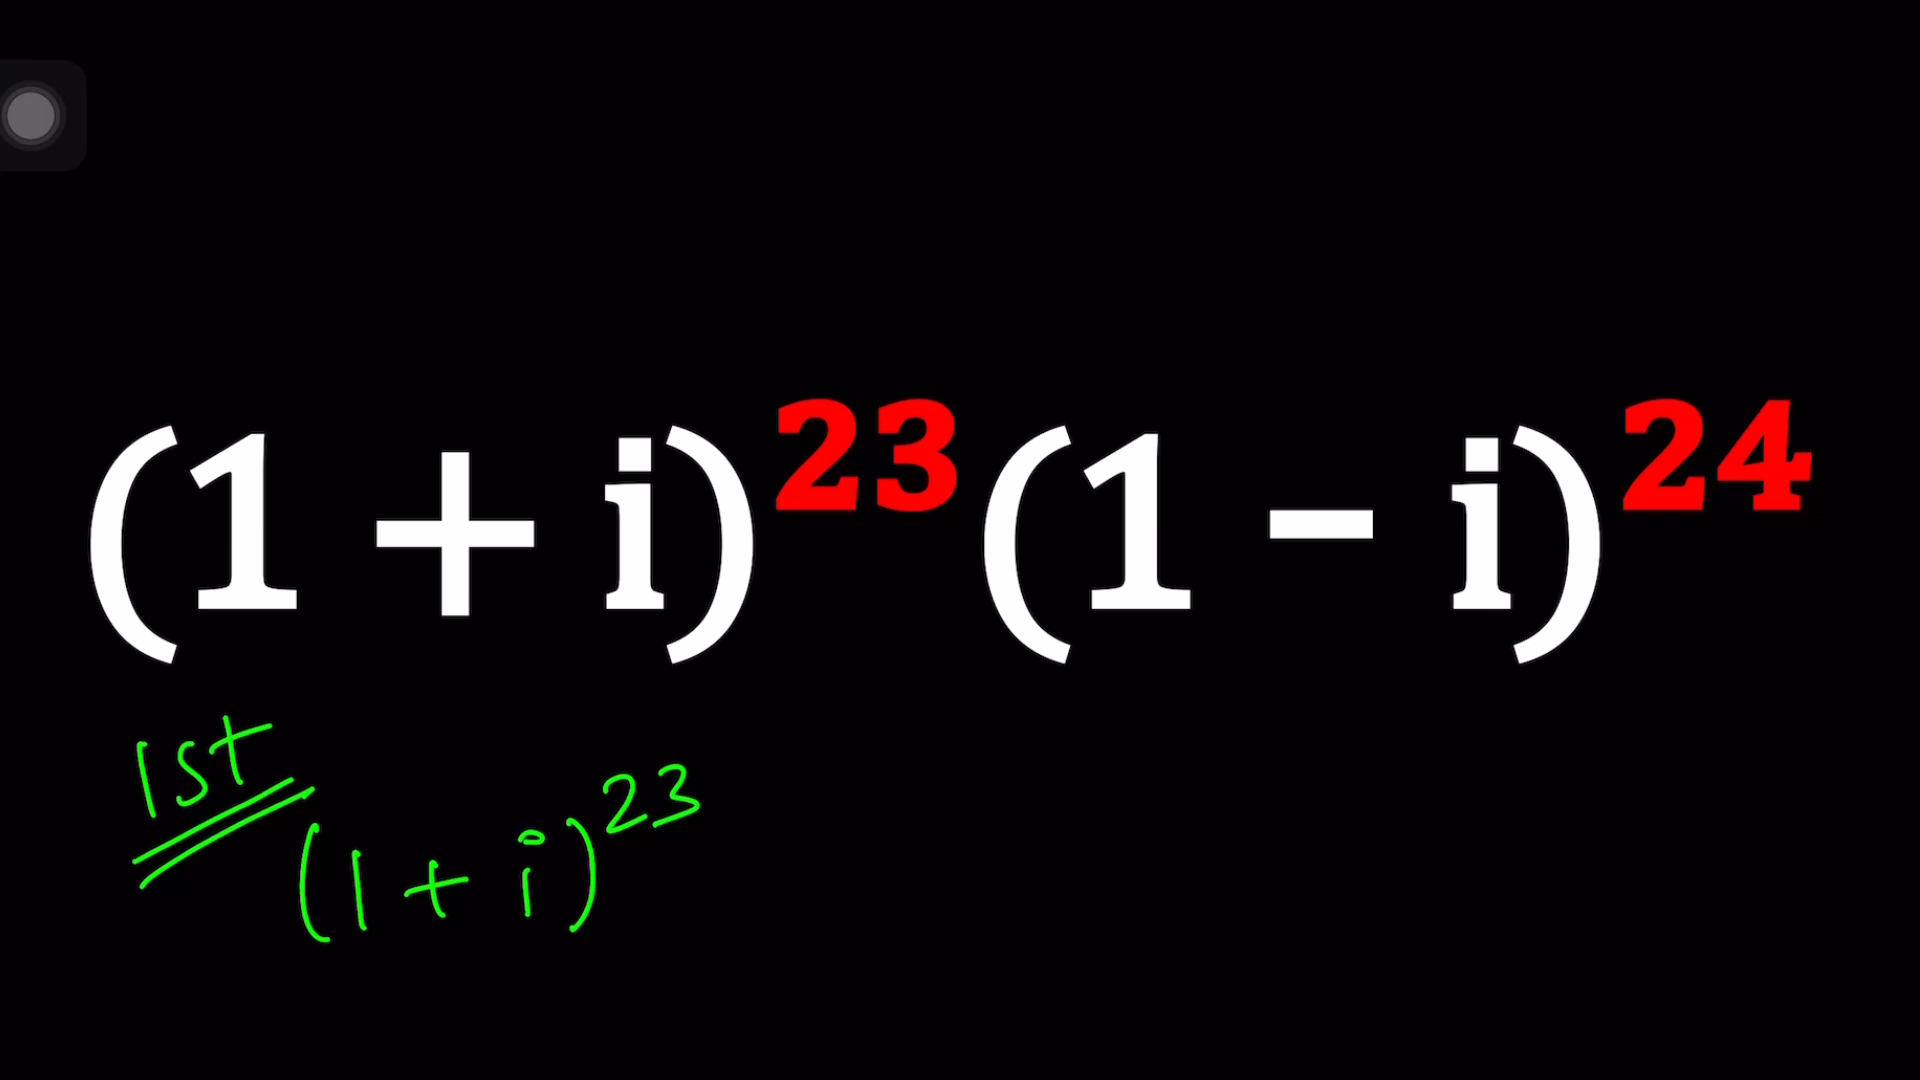 (1 + i)²³(1 - i)²⁴
1st
(1 + i)²³